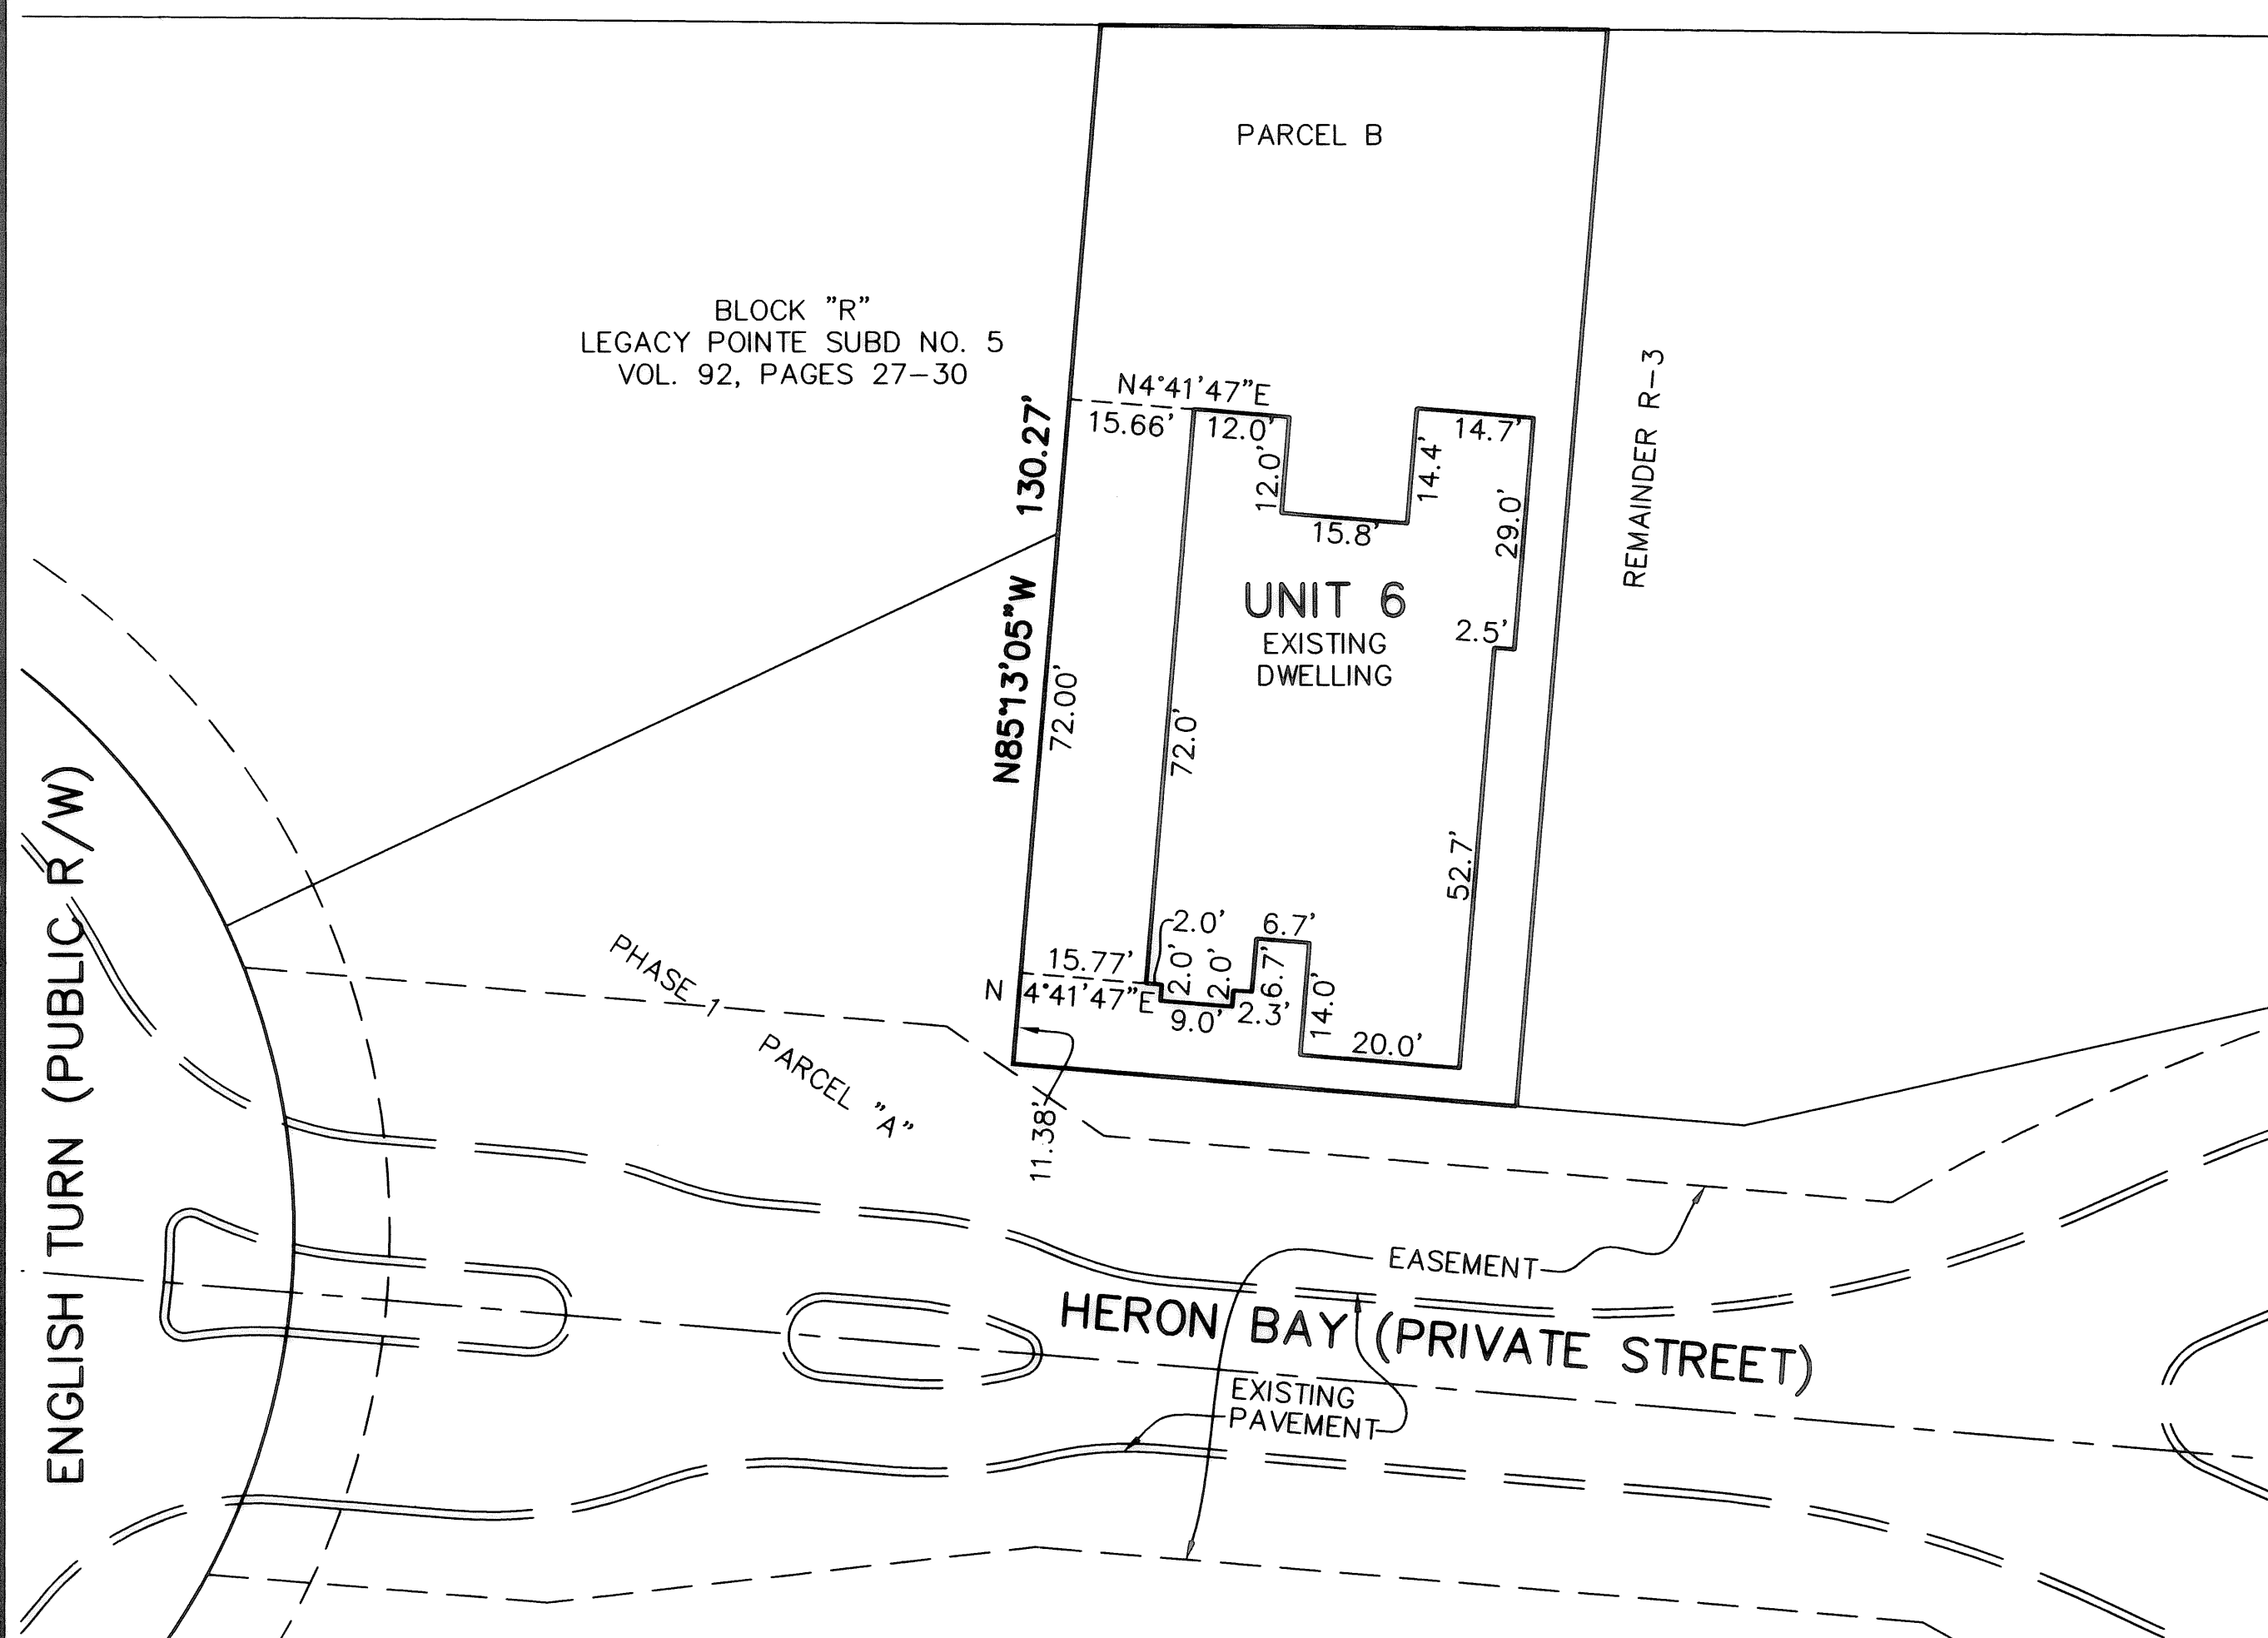 PARCEL B
BLOCK "R"
LEGACY POINTE SUBD NO. 5
VOL. 92, PAGES 27-30
N4°41'47"E
15.66'
12.0'
12.0'
15.8'
14.4'
14.7'
29.0'
2.5'
REMAINDER R-3
N85°13'05"W 130.27'
72.00'
72.0'
UNIT 6
EXISTING
DWELLING
52.7'
2.0'
6.7'
15.77'
N 4°41'47"E
2.0'
2.0'
6.7'
9.0'
2.3'
14.0'
20.0'
11.38'
PHASE 1
PARCEL "A"
ENGLISH TURN (PUBLIC R/W)
EASEMENT
HERON BAY (PRIVATE STREET)
EXISTING
PAVEMENT